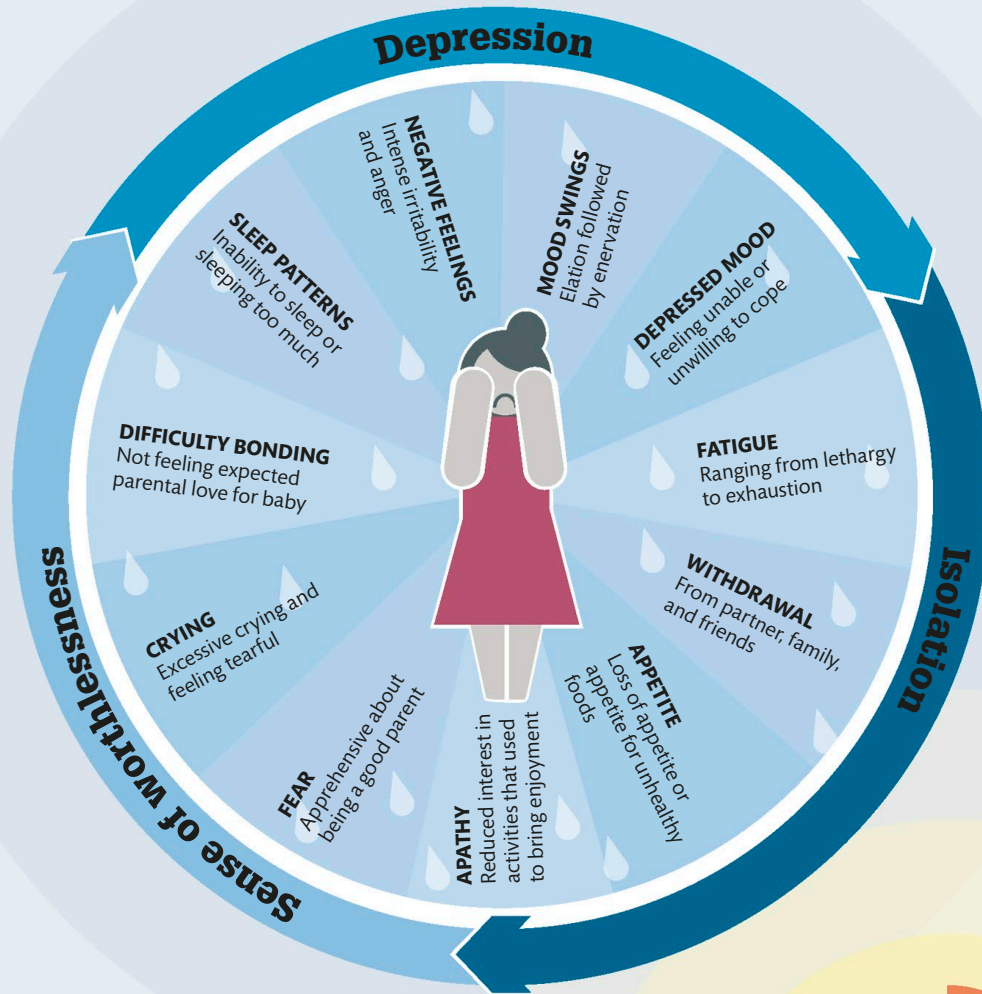 Depression
Isolation
Sense of worthlessness
MOOD SWINGS
Elation followed
by enervation
DEPRESSED MOOD
Feeling unable or
unwilling to cope
FATIGUE
Ranging from lethargy
to exhaustion
WITHDRAWAL
From partner, family,
and friends
APPETITE
Loss of appetite or
appetite for unhealthy
foods
APATHY
Reduced interest in
activities that used
to bring enjoyment
FEAR
Apprehensive about
being a good parent
CRYING
Excessive crying and
feeling tearful
DIFFICULTY BONDING
Not feeling expected
parental love for baby
SLEEP PATTERNS
Inability to sleep or
sleeping too much
NEGATIVE FEELINGS
Intense irritability
and anger